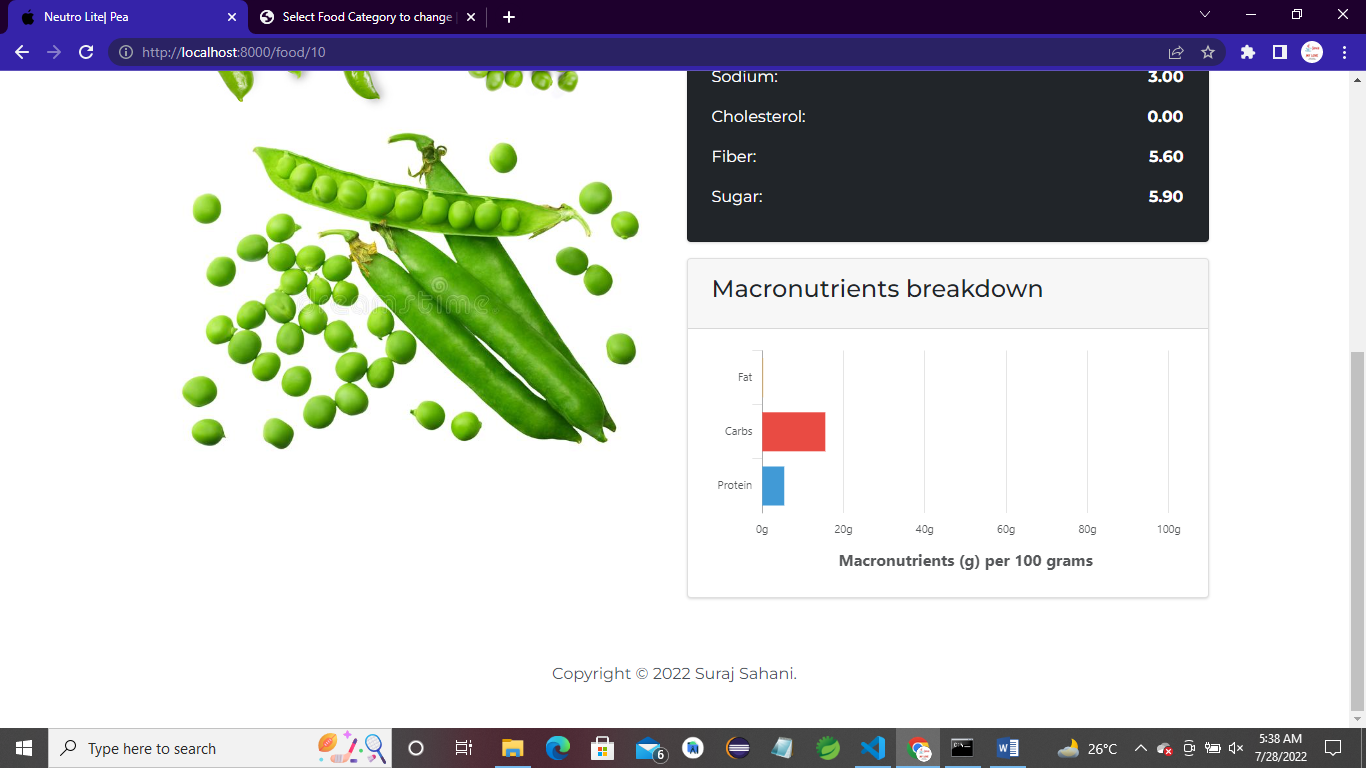 Neutro Lite| Pea
Select Food Category to change
http://localhost:8000/food/10
Sodium: 3.00
Cholesterol: 0.00
Fiber: 5.60
Sugar: 5.90
dreamstime
Macronutrients breakdown
Fat
Carbs
Protein
0g 20g 40g 60g 80g 100g
Macronutrients (g) per 100 grams
Copyright © 2022 Suraj Sahani.
Type here to search
6
26°C
5:38 AM
7/28/2022